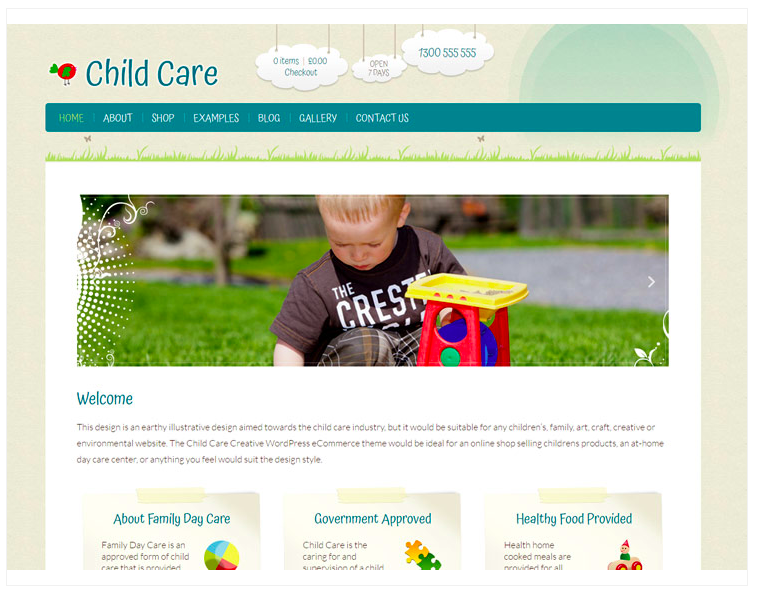 Child Care
0 items | £0.00
Checkout
OPEN
7 DAYS
1300 555 555
HOME
ABOUT
SHOP
EXAMPLES
BLOG
GALLERY
CONTACT US
THE
CREST
Welcome
This design is an earthy illustrative design aimed towards the child care industry, but it would be suitable for any children's, family, art, craft, creative or
environmental website. The Child Care Creative WordPress eCommerce theme would be ideal for an online shop selling childrens products, an at-home
day care center, or anything you feel would suit the design style.
About Family Day Care
Family Day Care is an
approved form of child
care that is provided
Government Approved
Child Care is the
caring for and
supervision of a child
Healthy Food Provided
Health home
cooked meals are
provided for all